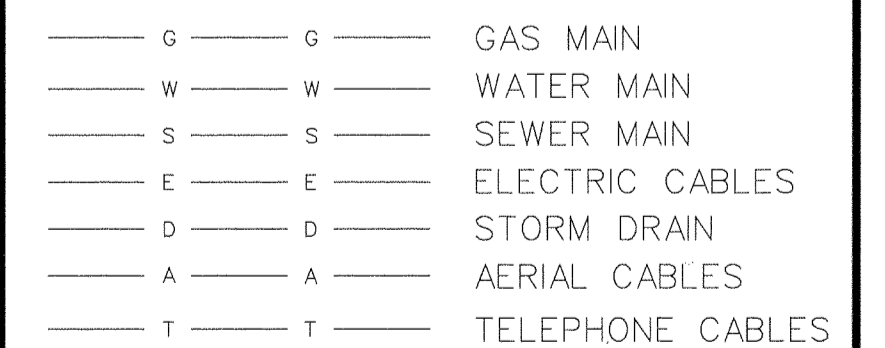 G G GAS MAIN
W W WATER MAIN
S S SEWER MAIN
E E ELECTRIC CABLES
D D STORM DRAIN
A A AERIAL CABLES
T T TELEPHONE CABLES